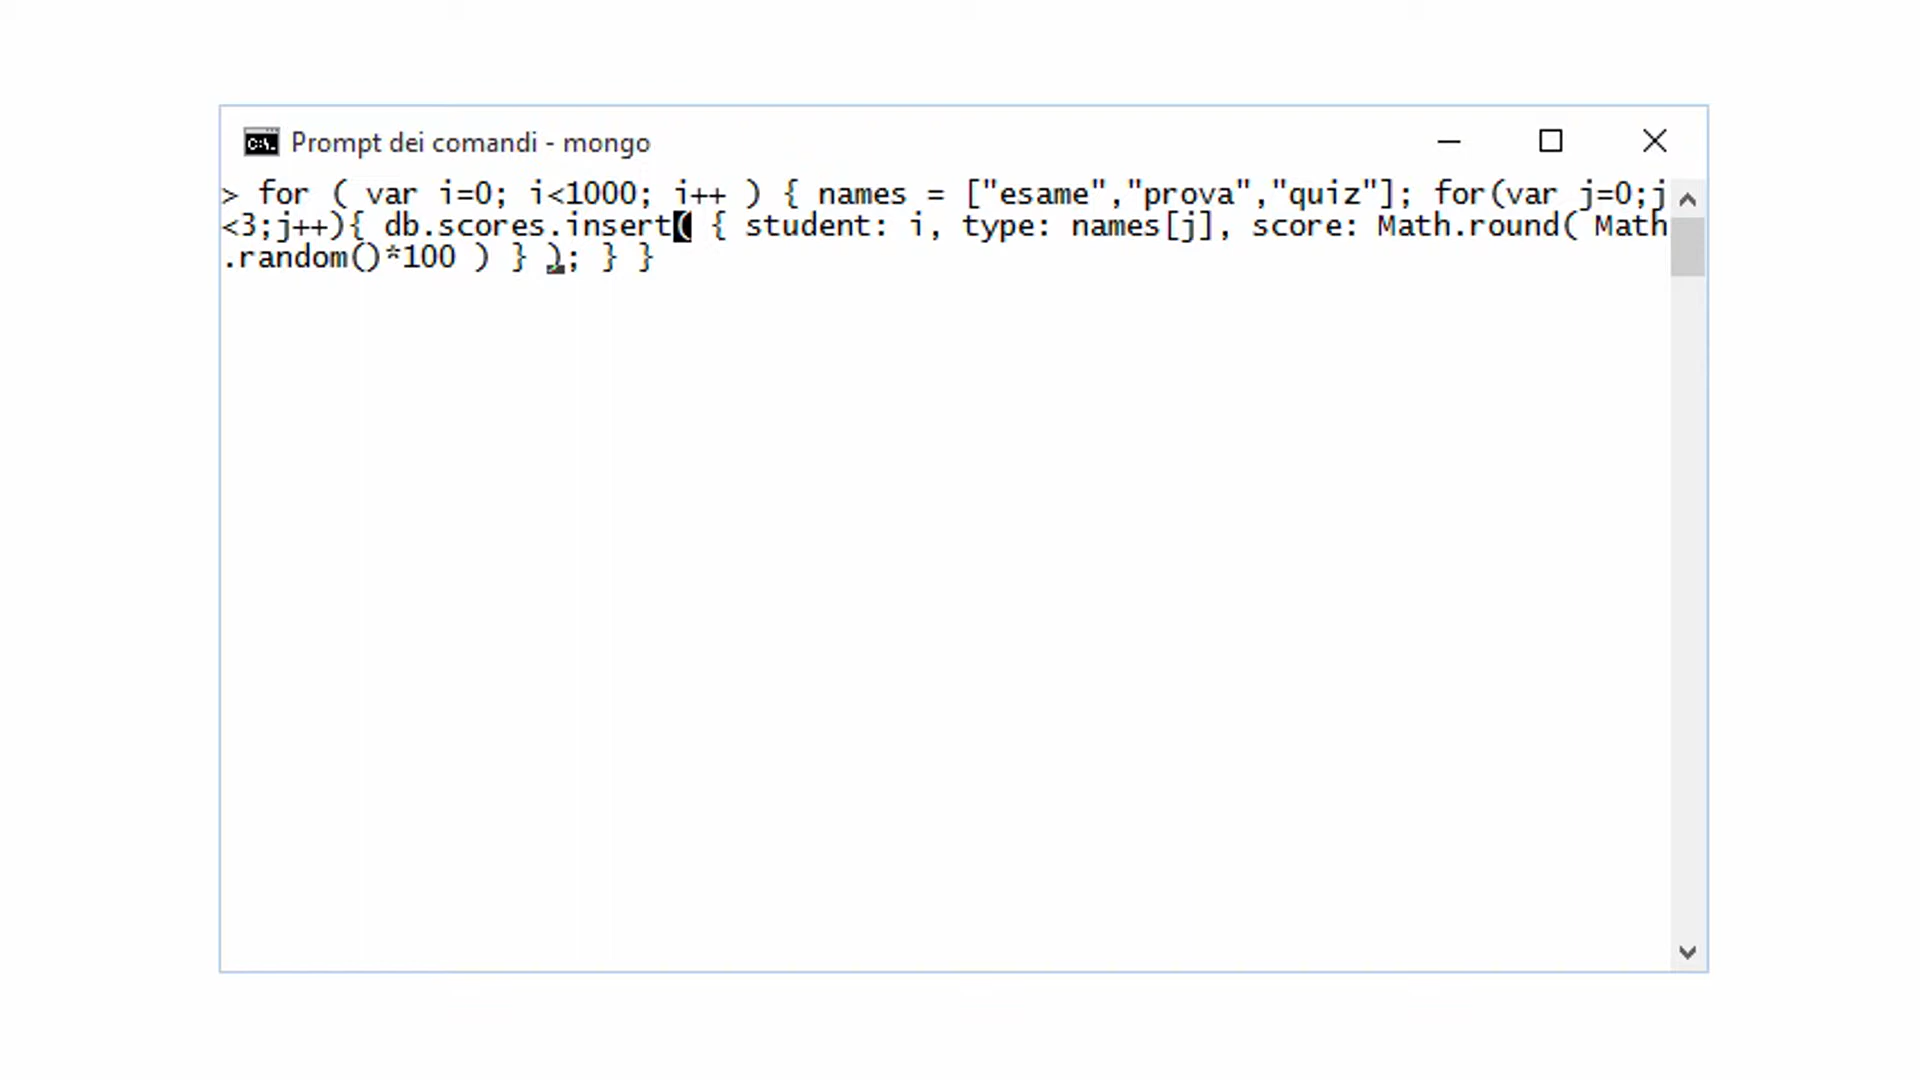 Prompt dei comandi - mongo
> for ( var i=0; i<1000; i++ ) { names = ["esame","prova","quiz"]; for(var j=0;j
<3;j++){ db.scores.insert( { student: i, type: names[j], score: Math.round( Math
.random()*100 ) } ); } }